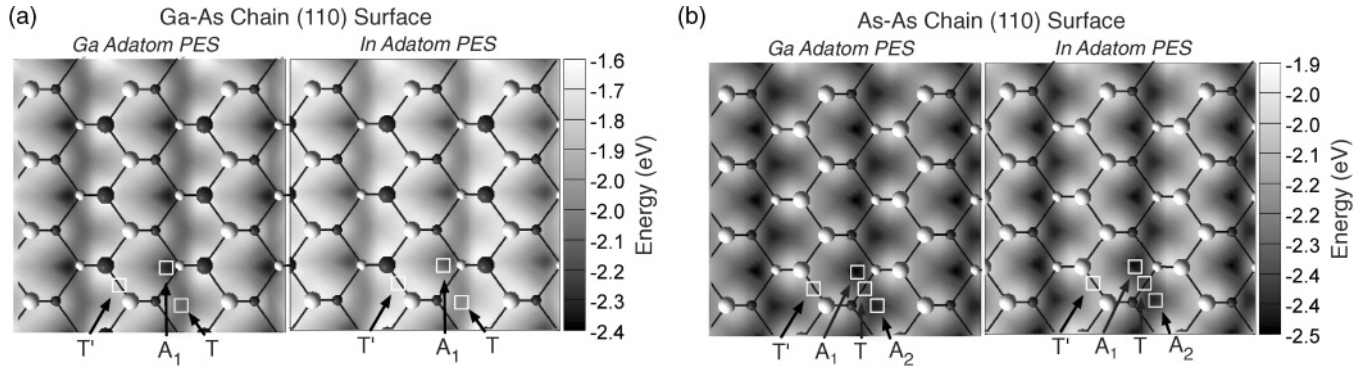 (a)
Ga-As Chain (110) Surface
Ga Adatom PES
In Adatom PES
-1.6
-1.7
-1.8
-1.9
-2.0
-2.0
-2.1
-2.2
-2.3
-2.4
Energy (eV)
T'
A1
T
T'
A1
T
(b)
As-As Chain (110) Surface
Ga Adatom PES
In Adatom PES
-1.9
-2.0
-2.0
-2.1
-2.2
-2.2
-2.3
-2.4
-2.4
-2.5
Energy (eV)
T'
A1
T
A2
T'
A1
T
A2